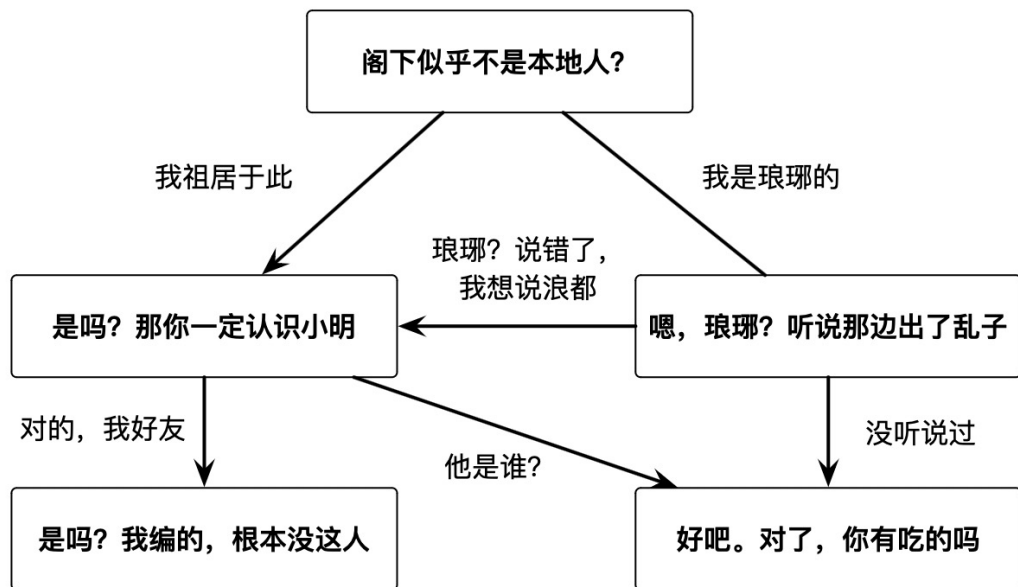 阁下似乎不是本地人？
我祖居于此
我是琅琊的
琅琊？说错了，
我想说浪都
是吗？那你一定认识小明
嗯，琅琊？听说那边出了乱子
对的，我好友
他是谁？
没听说过
是吗？我编的，根本没这人
好吧。对了，你有吃的吗